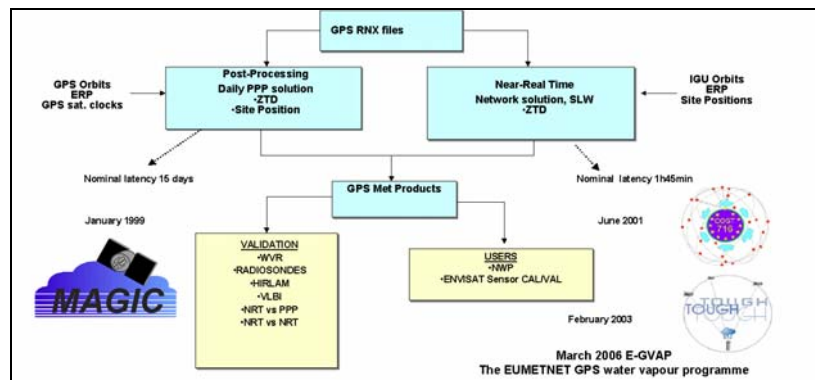 GPS RNX files
Post-Processing
Daily PPP solution
•ZTD
•Site Position
Near-Real Time
Network solution, SLW
•ZTD
GPS Orbits
ERP
GPS sat. clocks
IGU Orbits
ERP
Site Positions
Nominal latency 15 days
Nominal latency 1h45min
GPS Met Products
January 1999
June 2001
VALIDATION
•WVR
•RADIOSONDES
•HIRLAM
•VLBI
•NRT vs PPP
•NRT vs NRT
USERS
•NWP
•ENVISAT Sensor CAL/VAL
MAGIC
COST
716
February 2003
TOUGH
TOUGH
March 2006 E-GVAP
The EUMETNET GPS water vapour programme